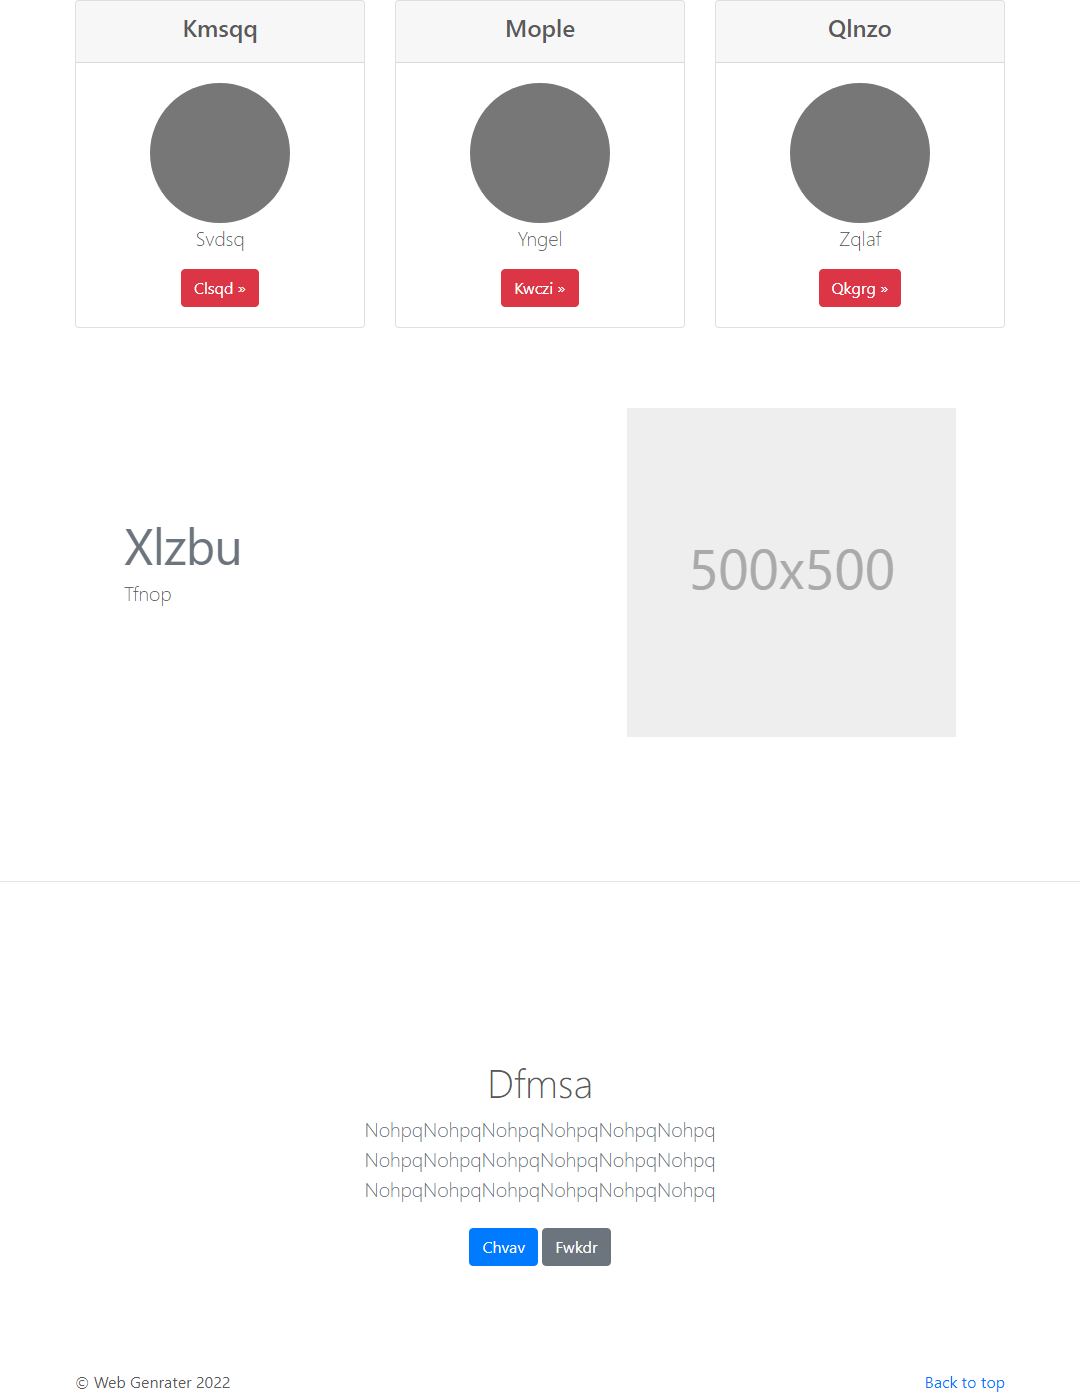 Kmsqq
Mople
Qlnzo
Svdsq
Yngel
Zqlaf
Clsqd »
Kwczi »
Qkgrg »
Xlzbu
Tfnop
500x500
Dfmsa
NohpqNohpqNohpqNohpqNohpqNohpq
NohpqNohpqNohpqNohpqNohpqNohpq
NohpqNohpqNohpqNohpqNohpqNohpq
Chvav
Fwkdr
© Web Genrater 2022
Back to top